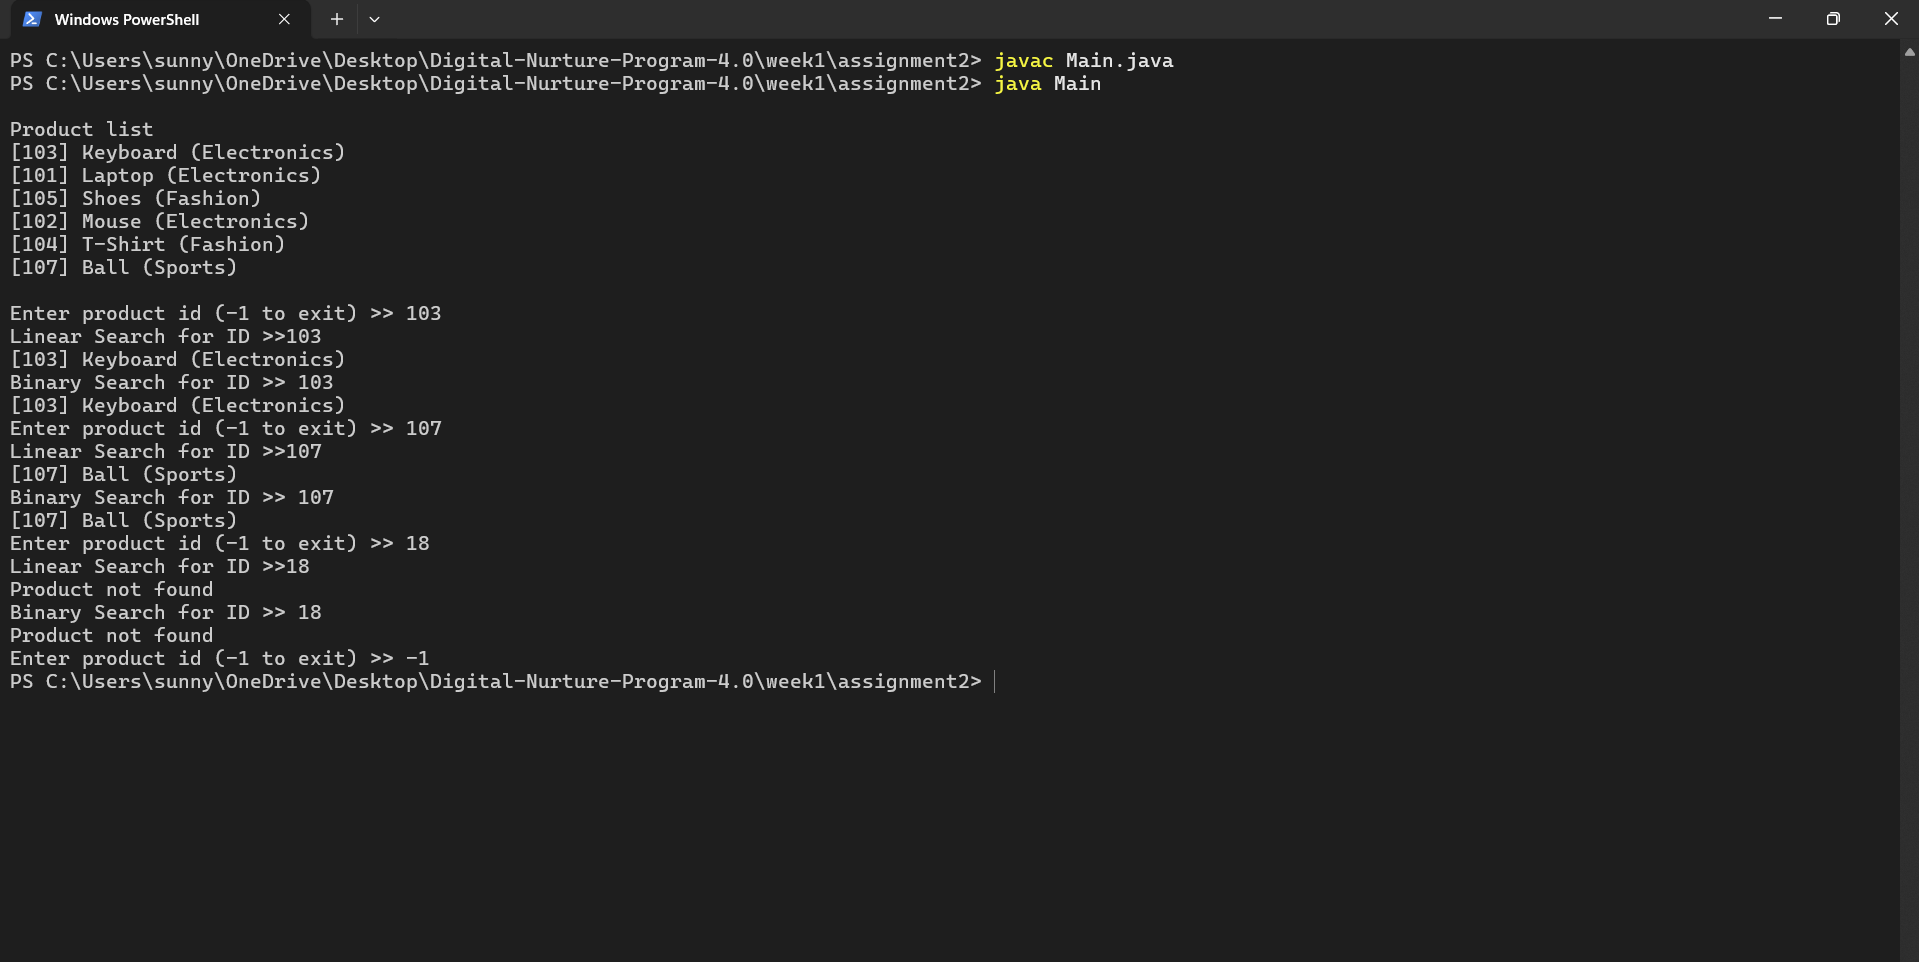 Windows PowerShell
PS C:\Users\sunny\OneDrive\Desktop\Digital-Nurture-Program-4.0\week1\assignment2> javac Main.java
PS C:\Users\sunny\OneDrive\Desktop\Digital-Nurture-Program-4.0\week1\assignment2> java Main
Product list
[103] Keyboard (Electronics)
[101] Laptop (Electronics)
[105] Shoes (Fashion)
[102] Mouse (Electronics)
[104] T-Shirt (Fashion)
[107] Ball (Sports)
Enter product id (-1 to exit) >> 103
Linear Search for ID >>103
[103] Keyboard (Electronics)
Binary Search for ID >> 103
[103] Keyboard (Electronics)
Enter product id (-1 to exit) >> 107
Linear Search for ID >>107
[107] Ball (Sports)
Binary Search for ID >> 107
[107] Ball (Sports)
Enter product id (-1 to exit) >> 18
Linear Search for ID >>18
Product not found
Binary Search for ID >> 18
Product not found
Enter product id (-1 to exit) >> -1
PS C:\Users\sunny\OneDrive\Desktop\Digital-Nurture-Program-4.0\week1\assignment2>